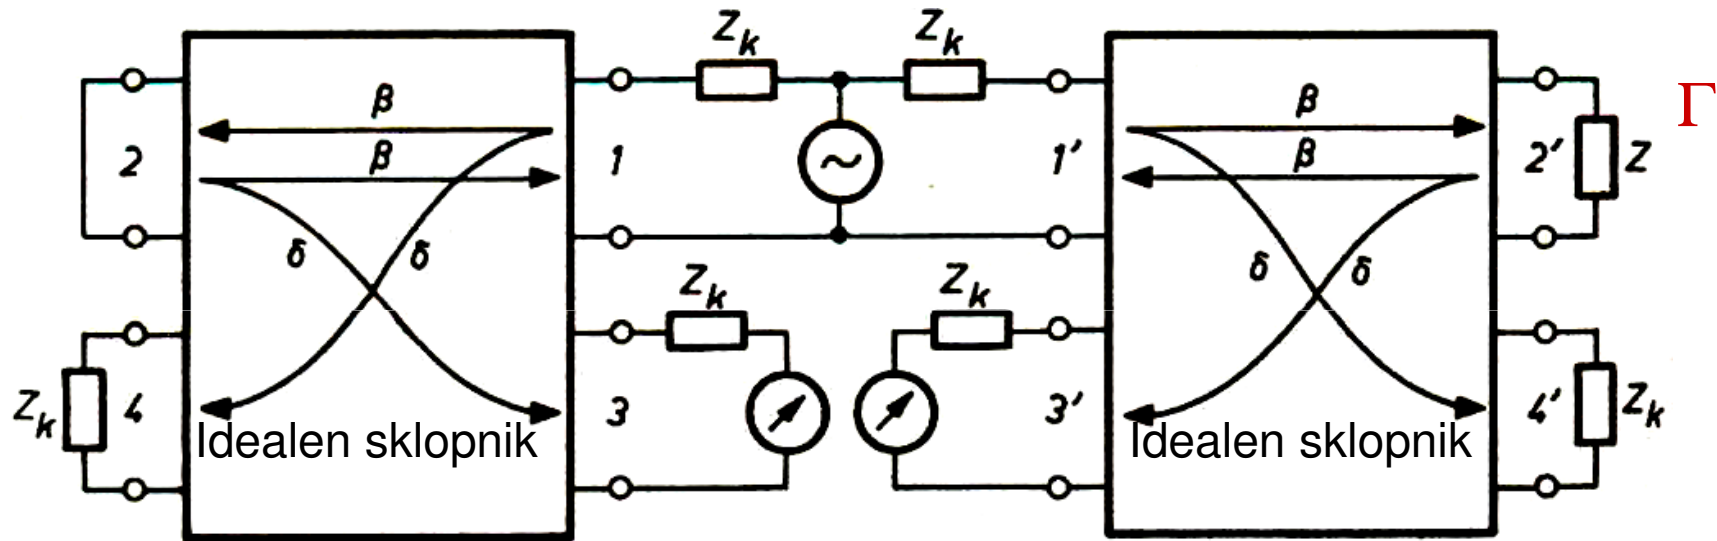 Zk Zk
Γ
β β
2 β 1 1' β 2' Z
~
δ δ δ δ
Zk Zk
Zk 4 3 3' 4' Zk
Idealen sklopnik Idealen sklopnik